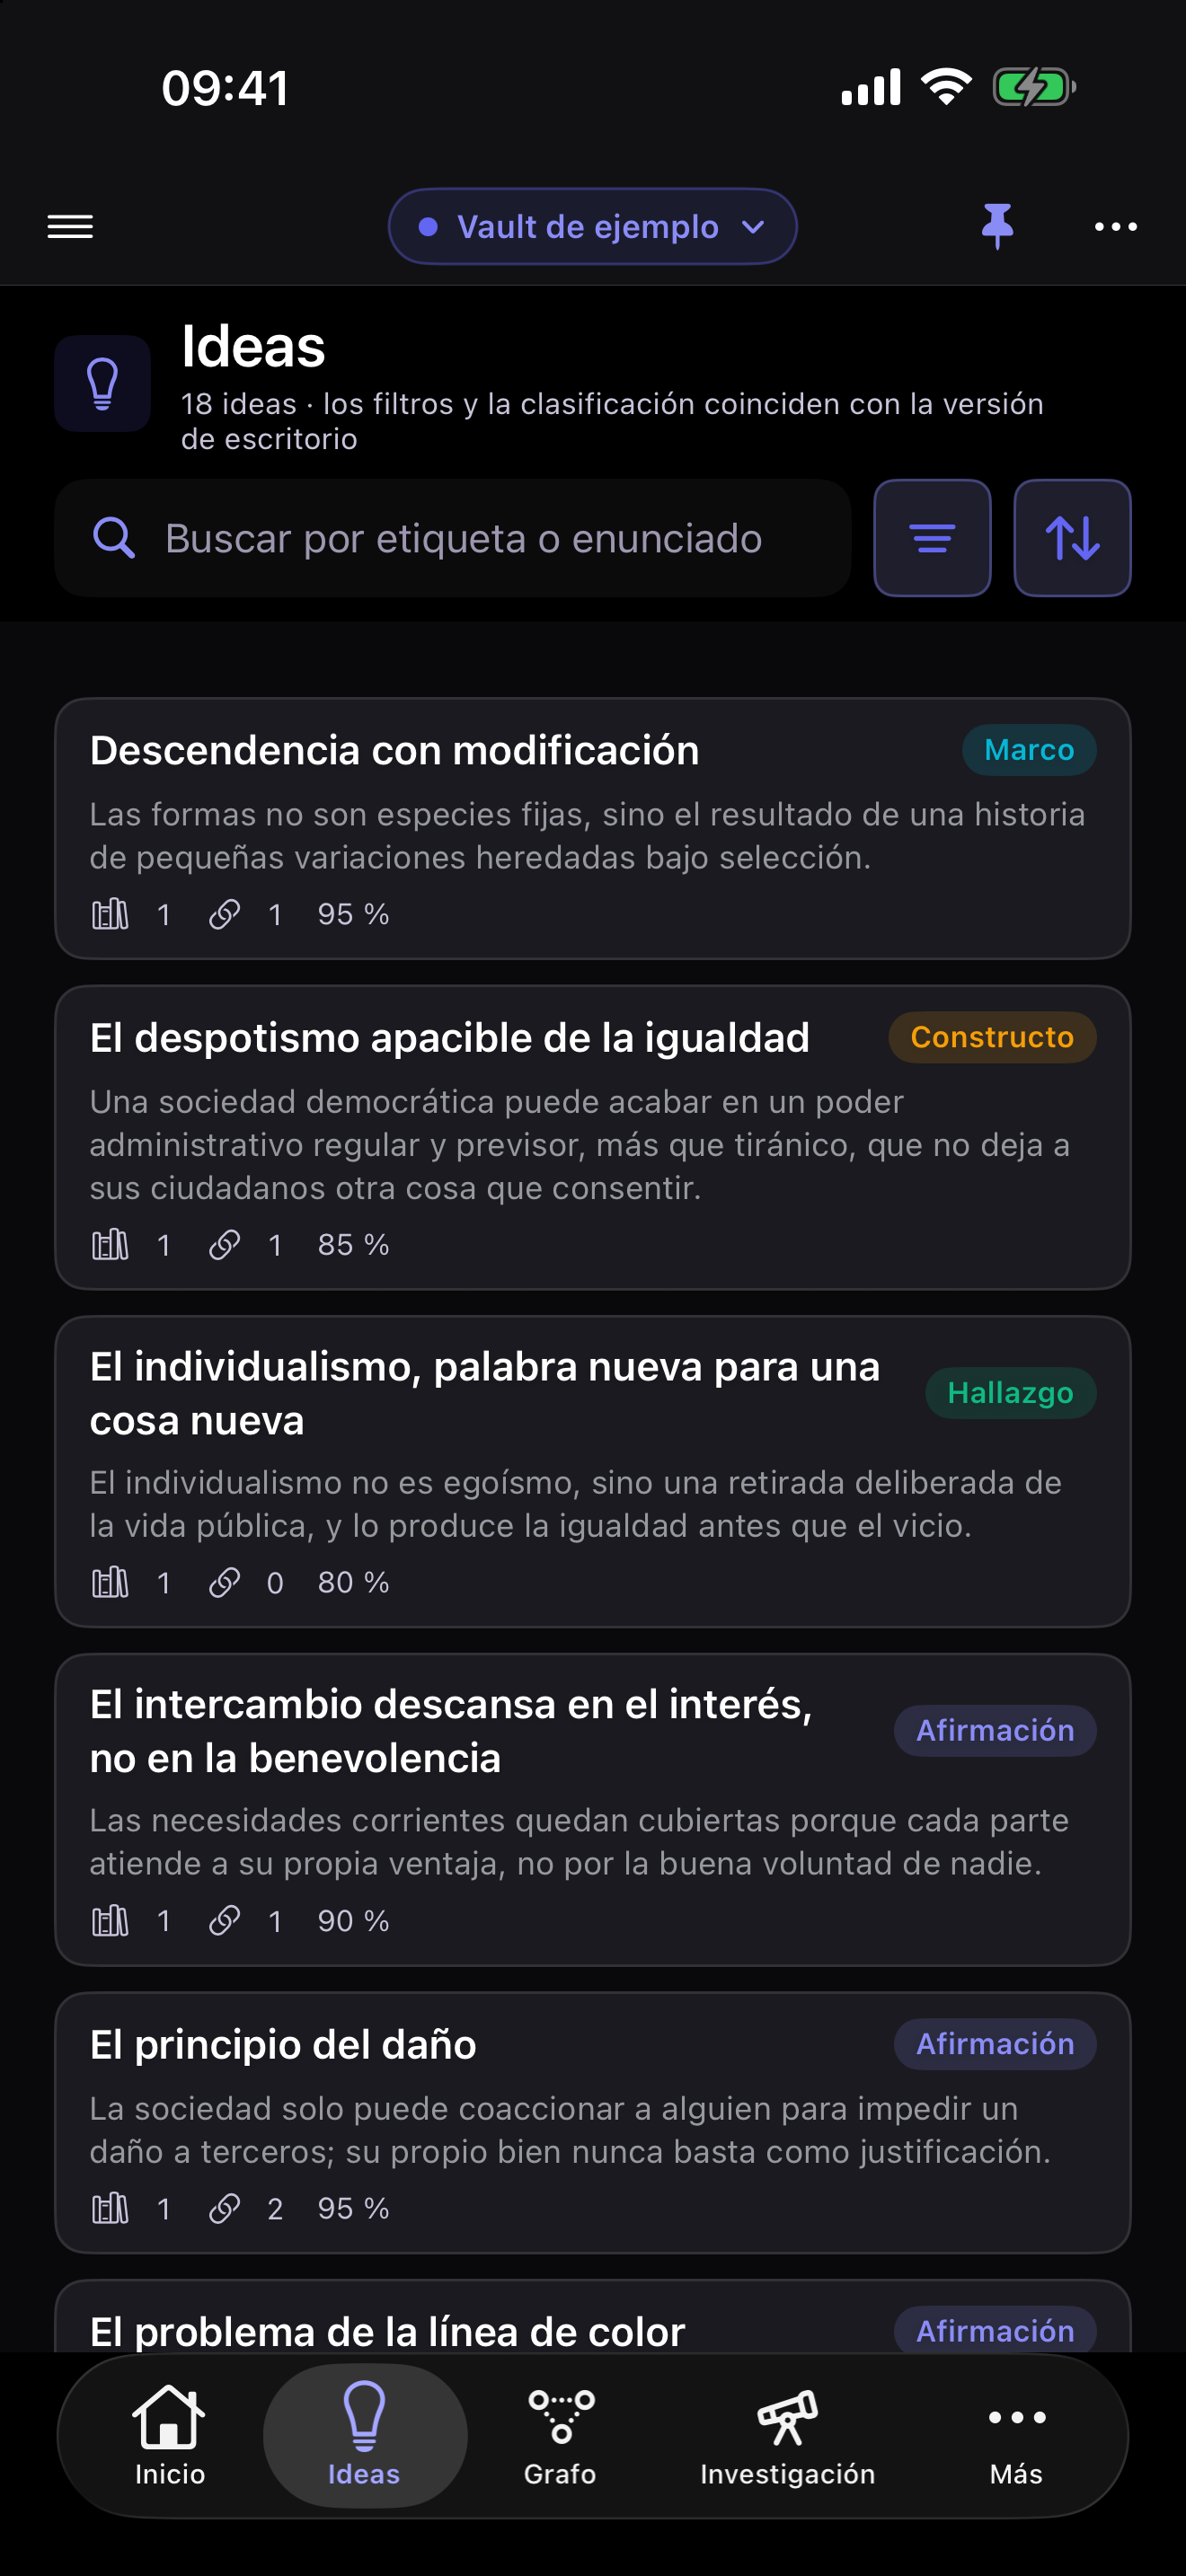 09:41
Vault de ejemplo
Ideas
18 ideas · los filtros y la clasificación coinciden con la versión
de escritorio
Buscar por etiqueta o enunciado
Descendencia con modificación
Marco
Las formas no son especies fijas, sino el resultado de una historia
de pequeñas variaciones heredadas bajo selección.
1 1 95 %
El despotismo apacible de la igualdad
Constructo
Una sociedad democrática puede acabar en un poder
administrativo regular y previsor, más que tiránico, que no deja a
sus ciudadanos otra cosa que consentir.
1 1 85 %
El individualismo, palabra nueva para una
cosa nueva
Hallazgo
El individualismo no es egoísmo, sino una retirada deliberada de
la vida pública, y lo produce la igualdad antes que el vicio.
1 0 80 %
El intercambio descansa en el interés,
no en la benevolencia
Afirmación
Las necesidades corrientes quedan cubiertas porque cada parte
atiende a su propia ventaja, no por la buena voluntad de nadie.
1 1 90 %
El principio del daño
Afirmación
La sociedad solo puede coaccionar a alguien para impedir un
daño a terceros; su propio bien nunca basta como justificación.
1 2 95 %
El problema de la línea de color
Afirmación
Inicio
Ideas
Grafo
Investigación
Más